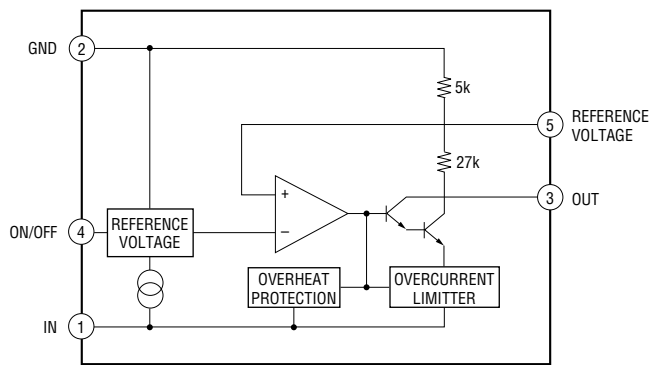 GND 2
5k
5 REFERENCE
VOLTAGE
27k
+
3 OUT
ON/OFF 4
REFERENCE
VOLTAGE
−
OVERHEAT
PROTECTION
OVERCURRENT
LIMITTER
IN 1